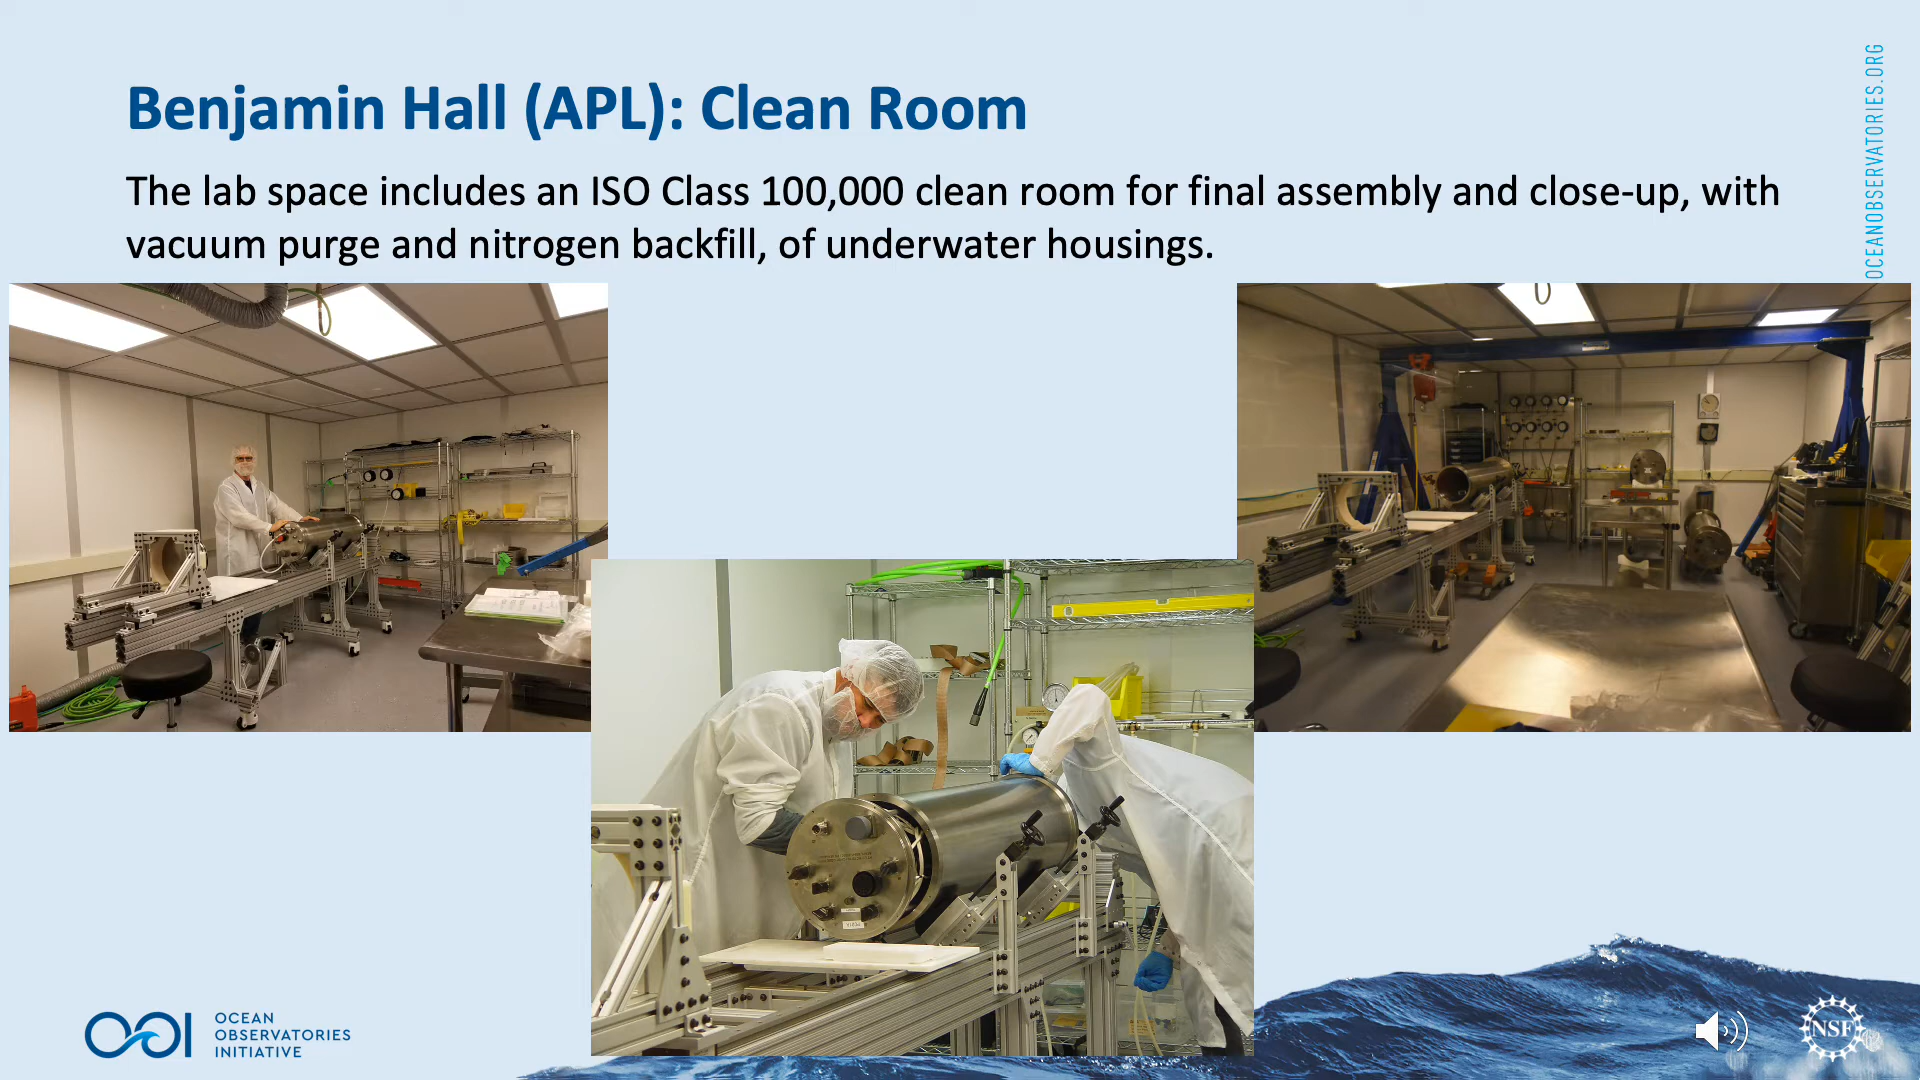 Benjamin Hall (APL): Clean Room
The lab space includes an ISO Class 100,000 clean room for final assembly and close-up, with
vacuum purge and nitrogen backfill, of underwater housings.
OCEANOBSERVATORIES.ORG
OOI
OCEAN
OBSERVATORIES
INITIATIVE
NSF